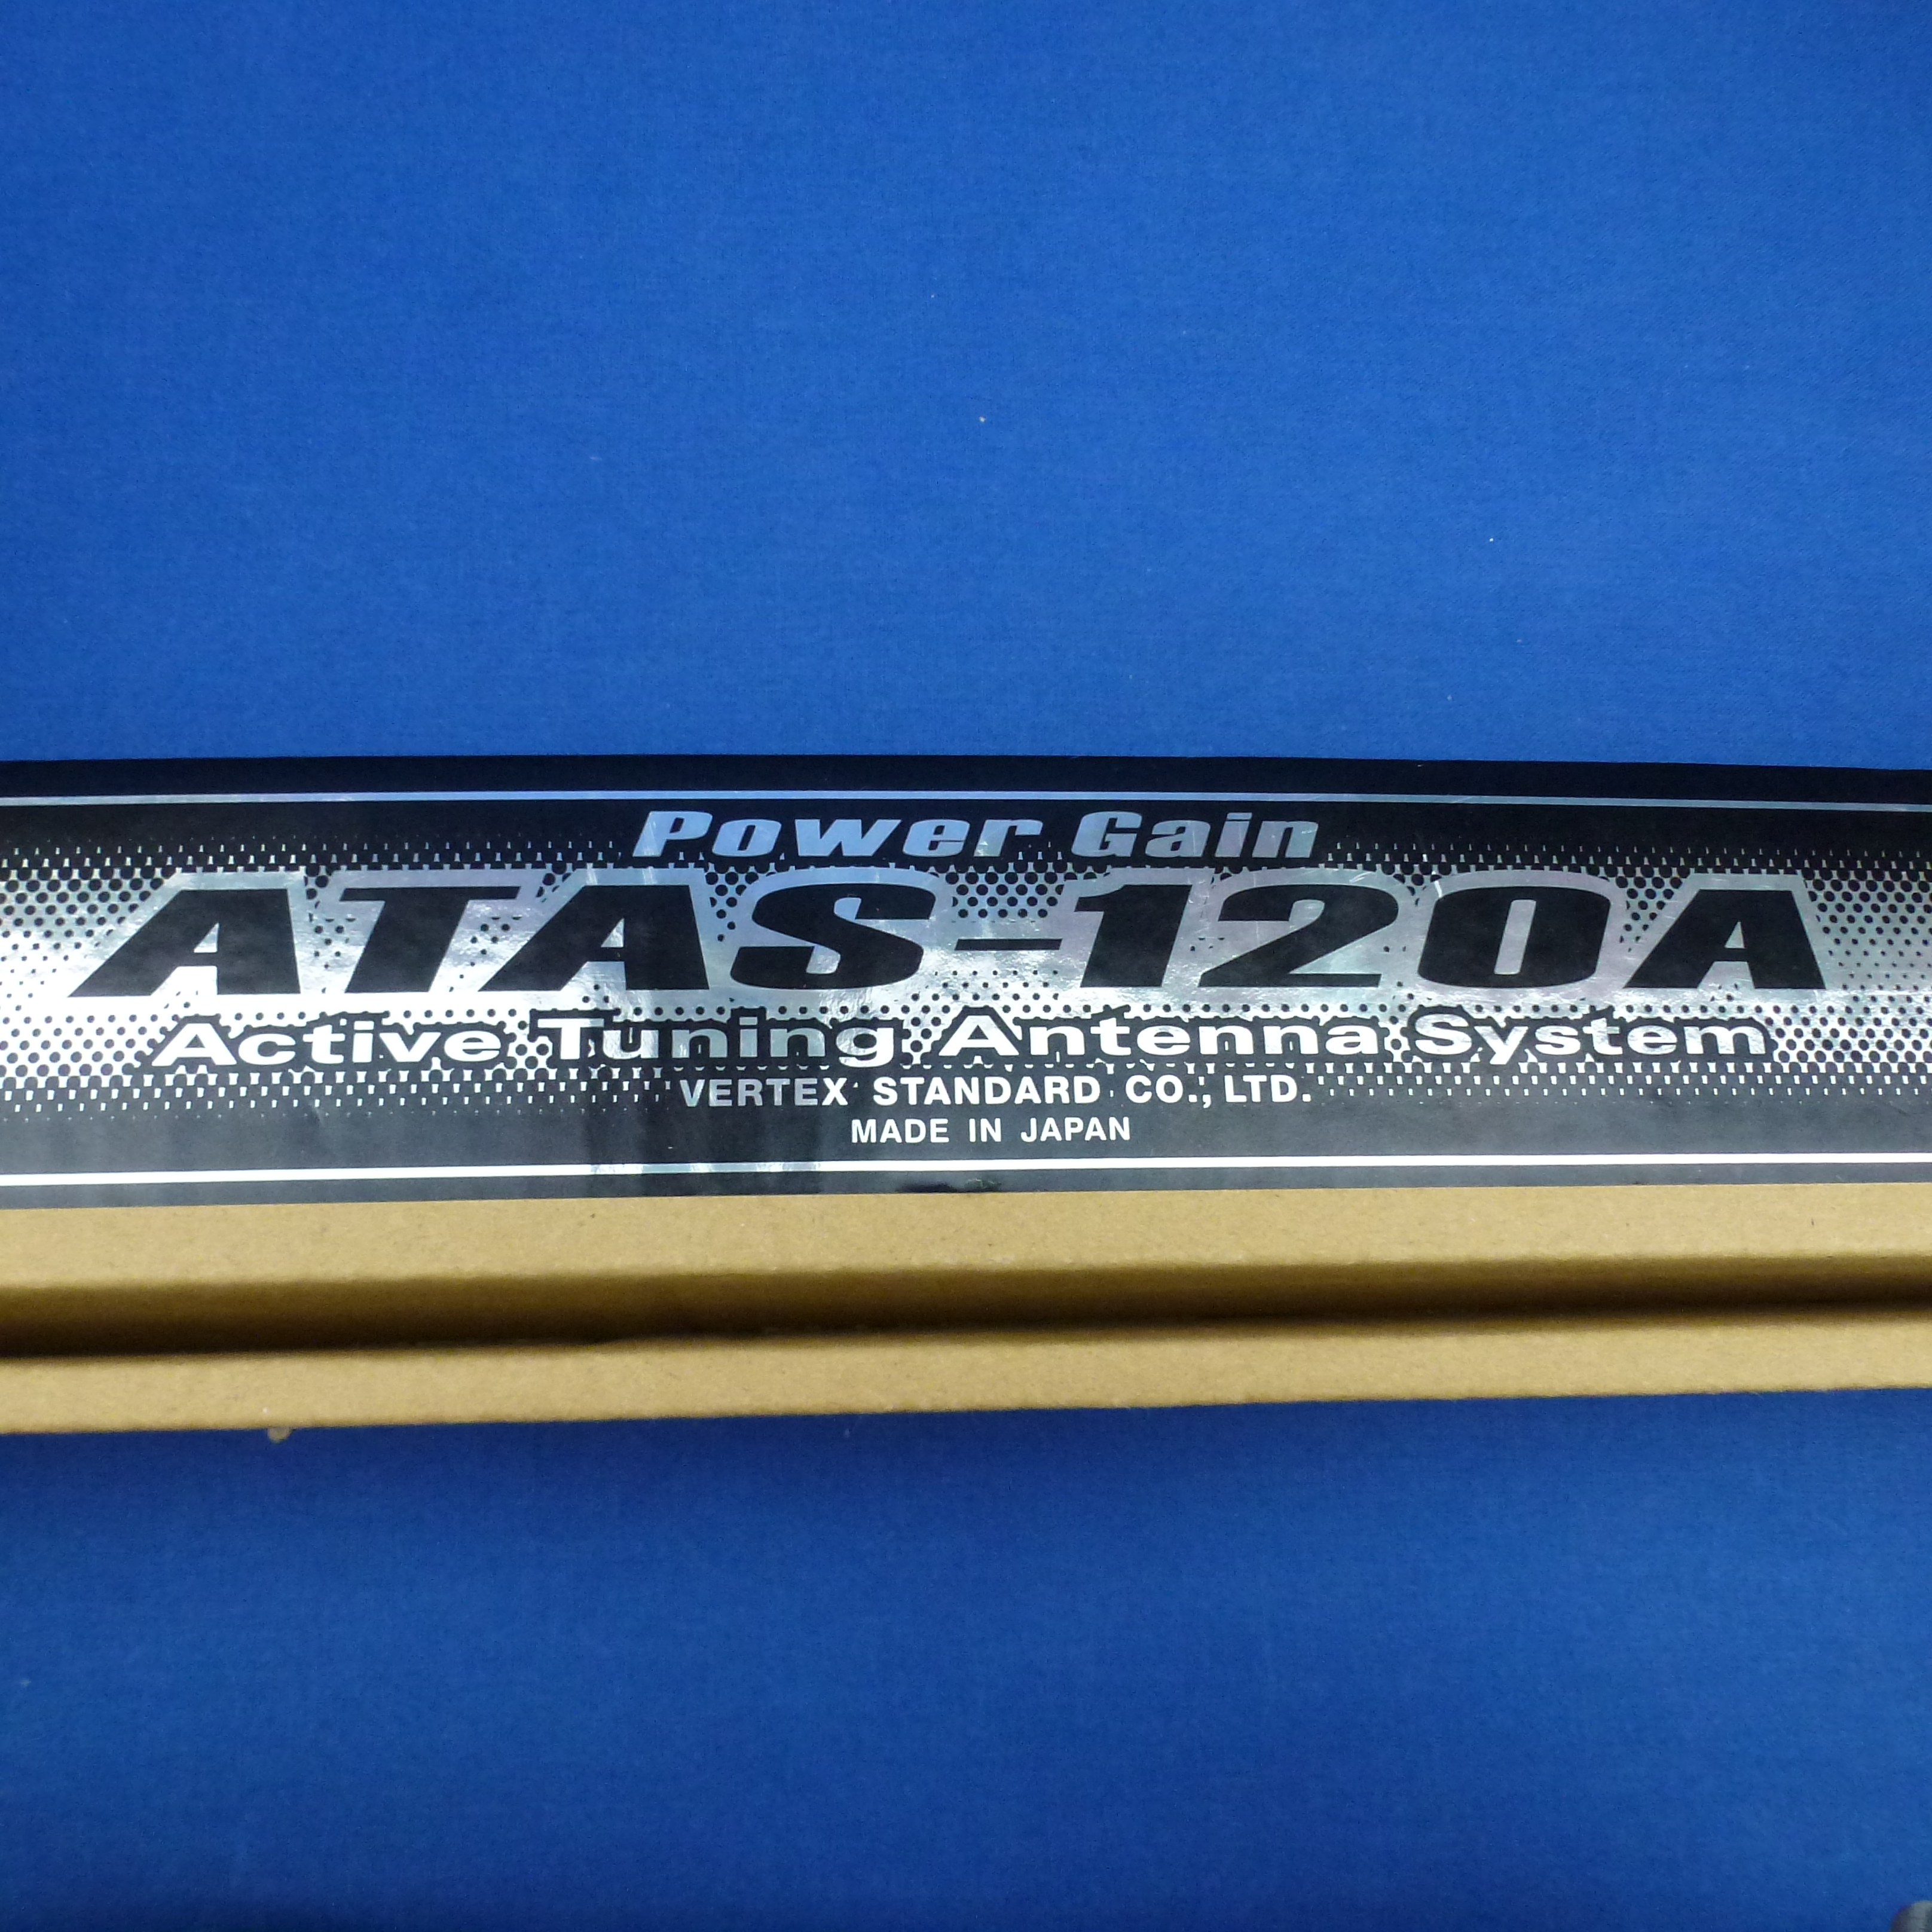 Power Gain
ATAS-120A
Active Tuning Antenna System
VERTEX STANDARD CO., LTD.
MADE IN JAPAN